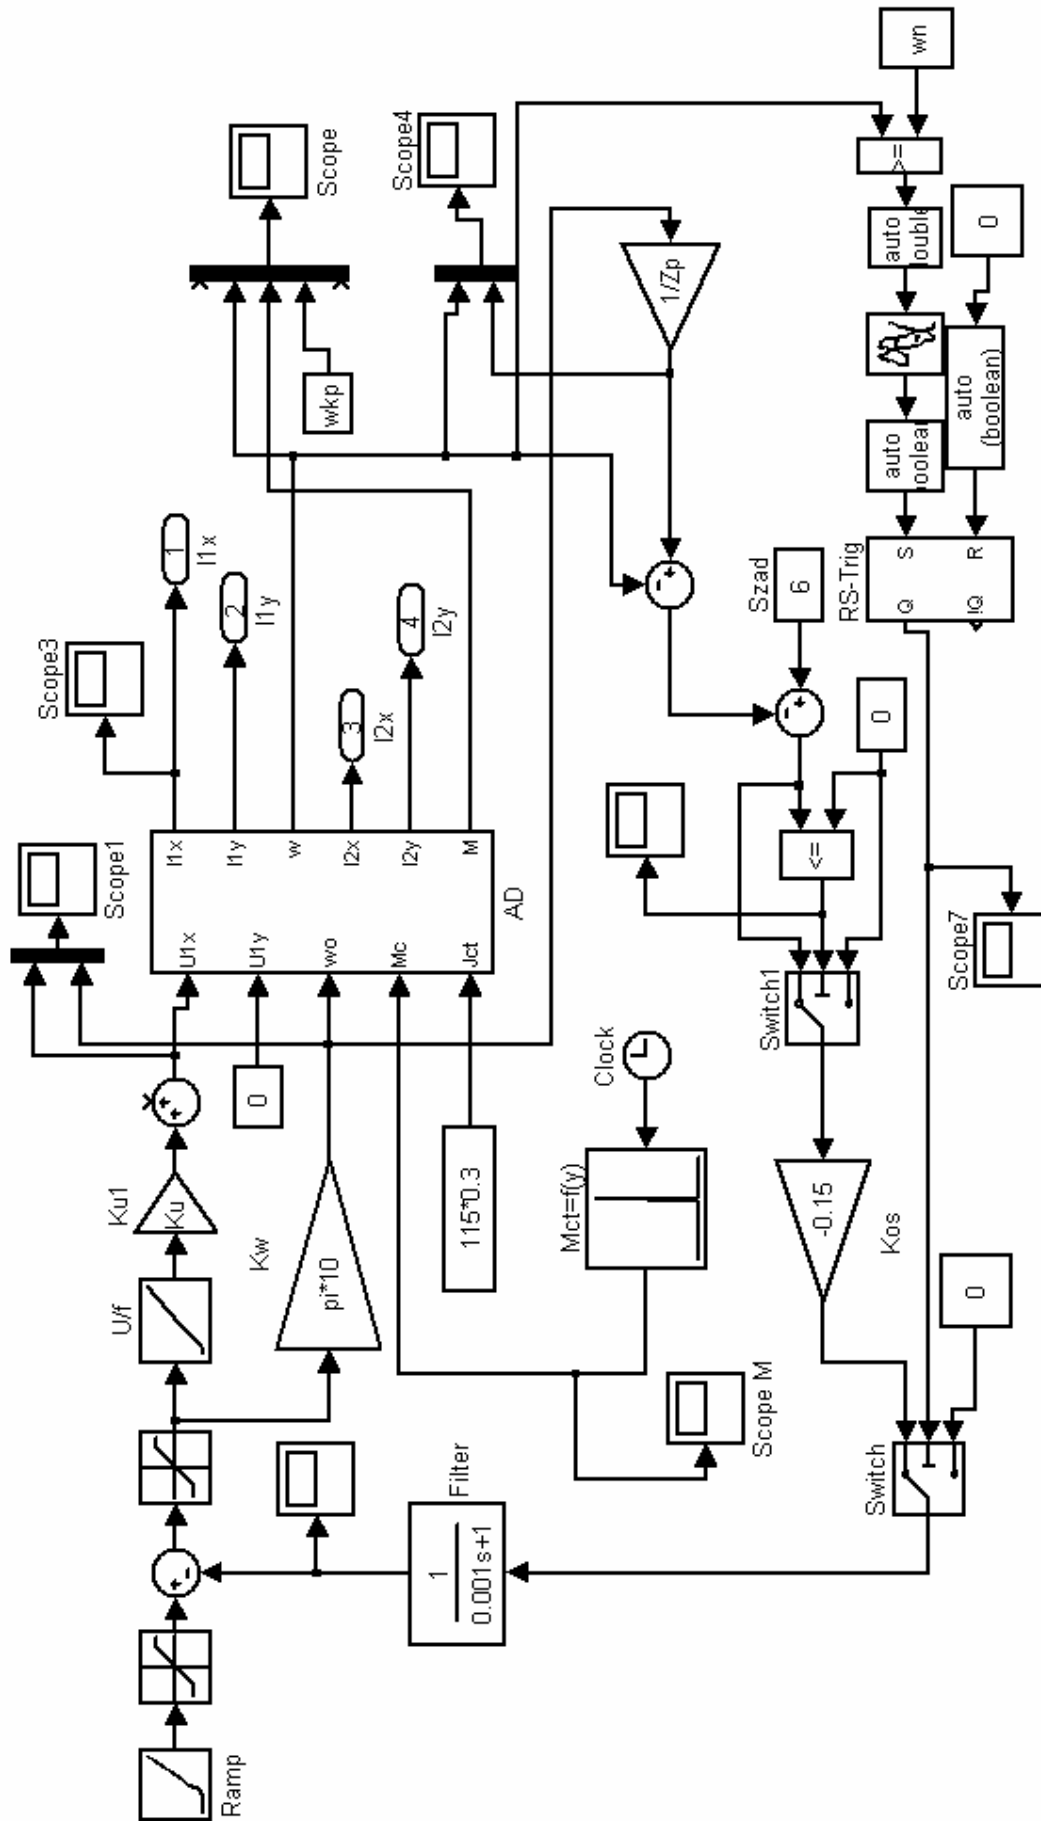 Ramp
U/f
Ku
Ku1
U1x
U1y
wo
Mc
Jct
I1x
I1y
w
I2x
I2y
M
AD
Scope1
Scope3
1
I1x
2
I1y
3
I2x
4
I2y
Scope
wkp
Scope4
0
pi*10
Kw
115*0.3
1
0.001s+1
Filter
Scope M
Mct=f(y)
Clock
1/Zp
Szad
6
<=
0
Switch1
-0.15
Kos
0
Switch
Scope7
RS-Trig
Q
S
!Q
R
auto
oolean
auto
(boolean)
auto
ouble
0
>=
wn